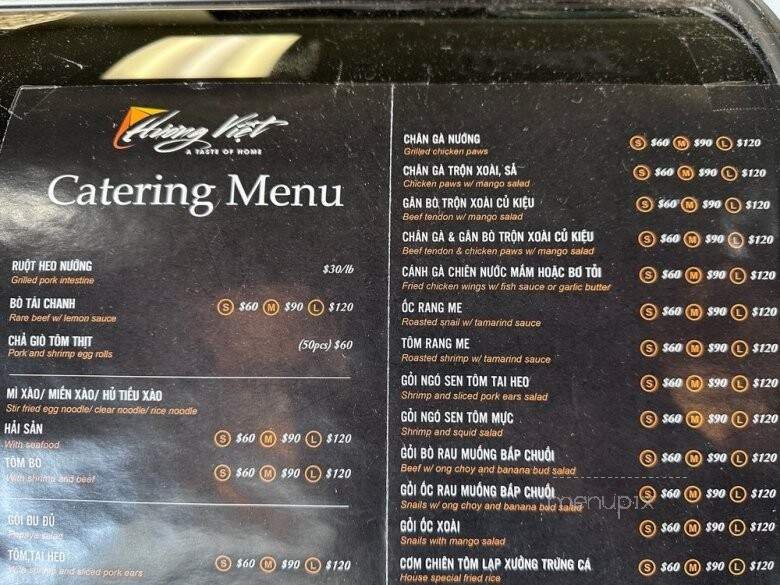 Hương Việt
A TASTE OF HOME
Catering Menu
RUỘT HEO NƯỚNG $30/lb
Grilled pork intestine
BÒ TÁI CHANH S $60 M $90 L $120
Rare beef w/ lemon sauce
CHẢ GIÒ TÔM THỊT (50pcs) $60
Pork and shrimp egg rolls
MÌ XÀO/ MIẾN XÀO/ HỦ TIẾU XÀO
Stir fried egg noodle/ clear noodle/ rice noodle
HẢI SẢN S $60 M $90 L $120
With seafood
TÔM BÒ S $60 M $90 L $120
With shrimp and beef
GỎI ĐU ĐỦ
Papaya salad
TÔM,TAI HEO S $60 M $90 L $120
With shrimp and sliced pork ears
CHÂN GÀ NƯỚNG S $60 M $90 L $120
Grilled chicken paws
CHÂN GÀ TRỘN XOÀI, SẢ S $60 M $90 L $120
Chicken paws w/ mango salad
GÂN BÒ TRỘN XOÀI CỦ KIỆU S $60 M $90 L $120
Beef tendon w/ mango salad
CHÂN GÀ & GÂN BÒ TRỘN XOÀI CỦ KIỆU S $60 M $90 L $120
Beef tendon & chicken paws w/ mango salad
CÁNH GÀ CHIÊN NƯỚC MẮM HOẶC BƠ TỎI S $60 M $90 L $120
Fried chicken wings w/ fish sauce or garlic butter
ỐC RANG ME S $60 M $90 L $120
Roasted snail w/ tamarind sauce
TÔM RANG ME S $60 M $90 L $120
Roasted shrimp w/ tamarind sauce
GỎI NGÓ SEN TÔM TAI HEO S $60 M $90 L $120
Shrimp and sliced pork ears salad
GỎI NGÓ SEN TÔM MỰC S $60 M $90 L $120
Shrimp and squid salad
GỎI BÒ RAU MUỐNG BẮP CHUỐI S $60 M $90 L $120
Beef w/ ong choy and banana bud salad
GỎI ỐC RAU MUỐNG BẮP CHUỐI S $60 M $90 L $120
Snails w/ ong choy and banana bud salad
menupix
GỎI ỐC XOÀI S $60 M $90 L $120
Snails with mango salad
CƠM CHIÊN TÔM LẠP XƯỞNG TRỨNG CÁ S $60 M $90 L $120
House special fried rice